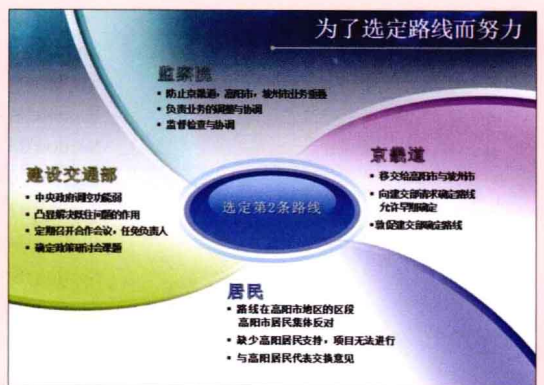 为了选定路线而努力
监察院
▪ 防止京畿道，高阳市，坡州市业务重叠
▪ 负责业务的调整与协调
▪ 监督检查与协调
京畿道
▪ 移交给高阳市与坡州市
▪ 向建交部请求确定路线
允许早期确定
▪ 敦促建交部确定路线
建设交通部
▪ 中央政府调控功能弱
▪ 凸显解决既往问题的作用
▪ 定期召开合作会议，任免负责人
▪ 确定政策研讨会课题
选定第2条路线
居民
▪ 路线在高阳市地区的区段
高阳市居民集体反对
▪ 缺少高阳居民支持，项目无法进行
▪ 与高阳居民代表交换意见